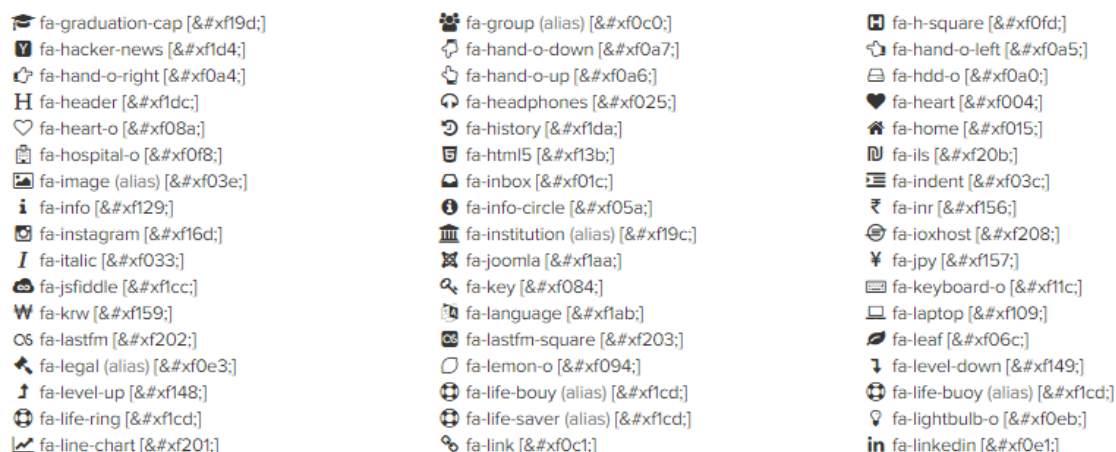 fa-graduation-cap [&#xf19d;] fa-group (alias) [&#xf0c0;] fa-h-square [&#xf0fd;]
fa-hacker-news [&#xf1d4;] fa-hand-o-down [&#xf0a7;] fa-hand-o-left [&#xf0a5;]
fa-hand-o-right [&#xf0a4;] fa-hand-o-up [&#xf0a6;] fa-hdd-o [&#xf0a0;]
fa-header [&#xf1dc;] fa-headphones [&#xf025;] fa-heart [&#xf004;]
fa-heart-o [&#xf08a;] fa-history [&#xf1da;] fa-home [&#xf015;]
fa-hospital-o [&#xf0f8;] fa-html5 [&#xf13b;] fa-ils [&#xf20b;]
fa-image (alias) [&#xf03e;] fa-inbox [&#xf01c;] fa-indent [&#xf03c;]
fa-info [&#xf129;] fa-info-circle [&#xf05a;] fa-inr [&#xf156;]
fa-instagram [&#xf16d;] fa-institution (alias) [&#xf19c;] fa-ioxhost [&#xf208;]
fa-italic [&#xf033;] fa-joomla [&#xf1aa;] fa-jpy [&#xf157;]
fa-jsfiddle [&#xf1cc;] fa-key [&#xf084;] fa-keyboard-o [&#xf11c;]
fa-krw [&#xf159;] fa-language [&#xf1ab;] fa-laptop [&#xf109;]
fa-lastfm [&#xf202;] fa-lastfm-square [&#xf203;] fa-leaf [&#xf06c;]
fa-legal (alias) [&#xf0e3;] fa-lemon-o [&#xf094;] fa-level-down [&#xf149;]
fa-level-up [&#xf148;] fa-life-bouy (alias) [&#xf1cd;] fa-life-buoy (alias) [&#xf1cd;]
fa-life-ring [&#xf1cd;] fa-life-saver (alias) [&#xf1cd;] fa-lightbulb-o [&#xf0eb;]
fa-line-chart [&#xf201;] fa-link [&#xf0c1;] fa-linkedin [&#xf0e1;]